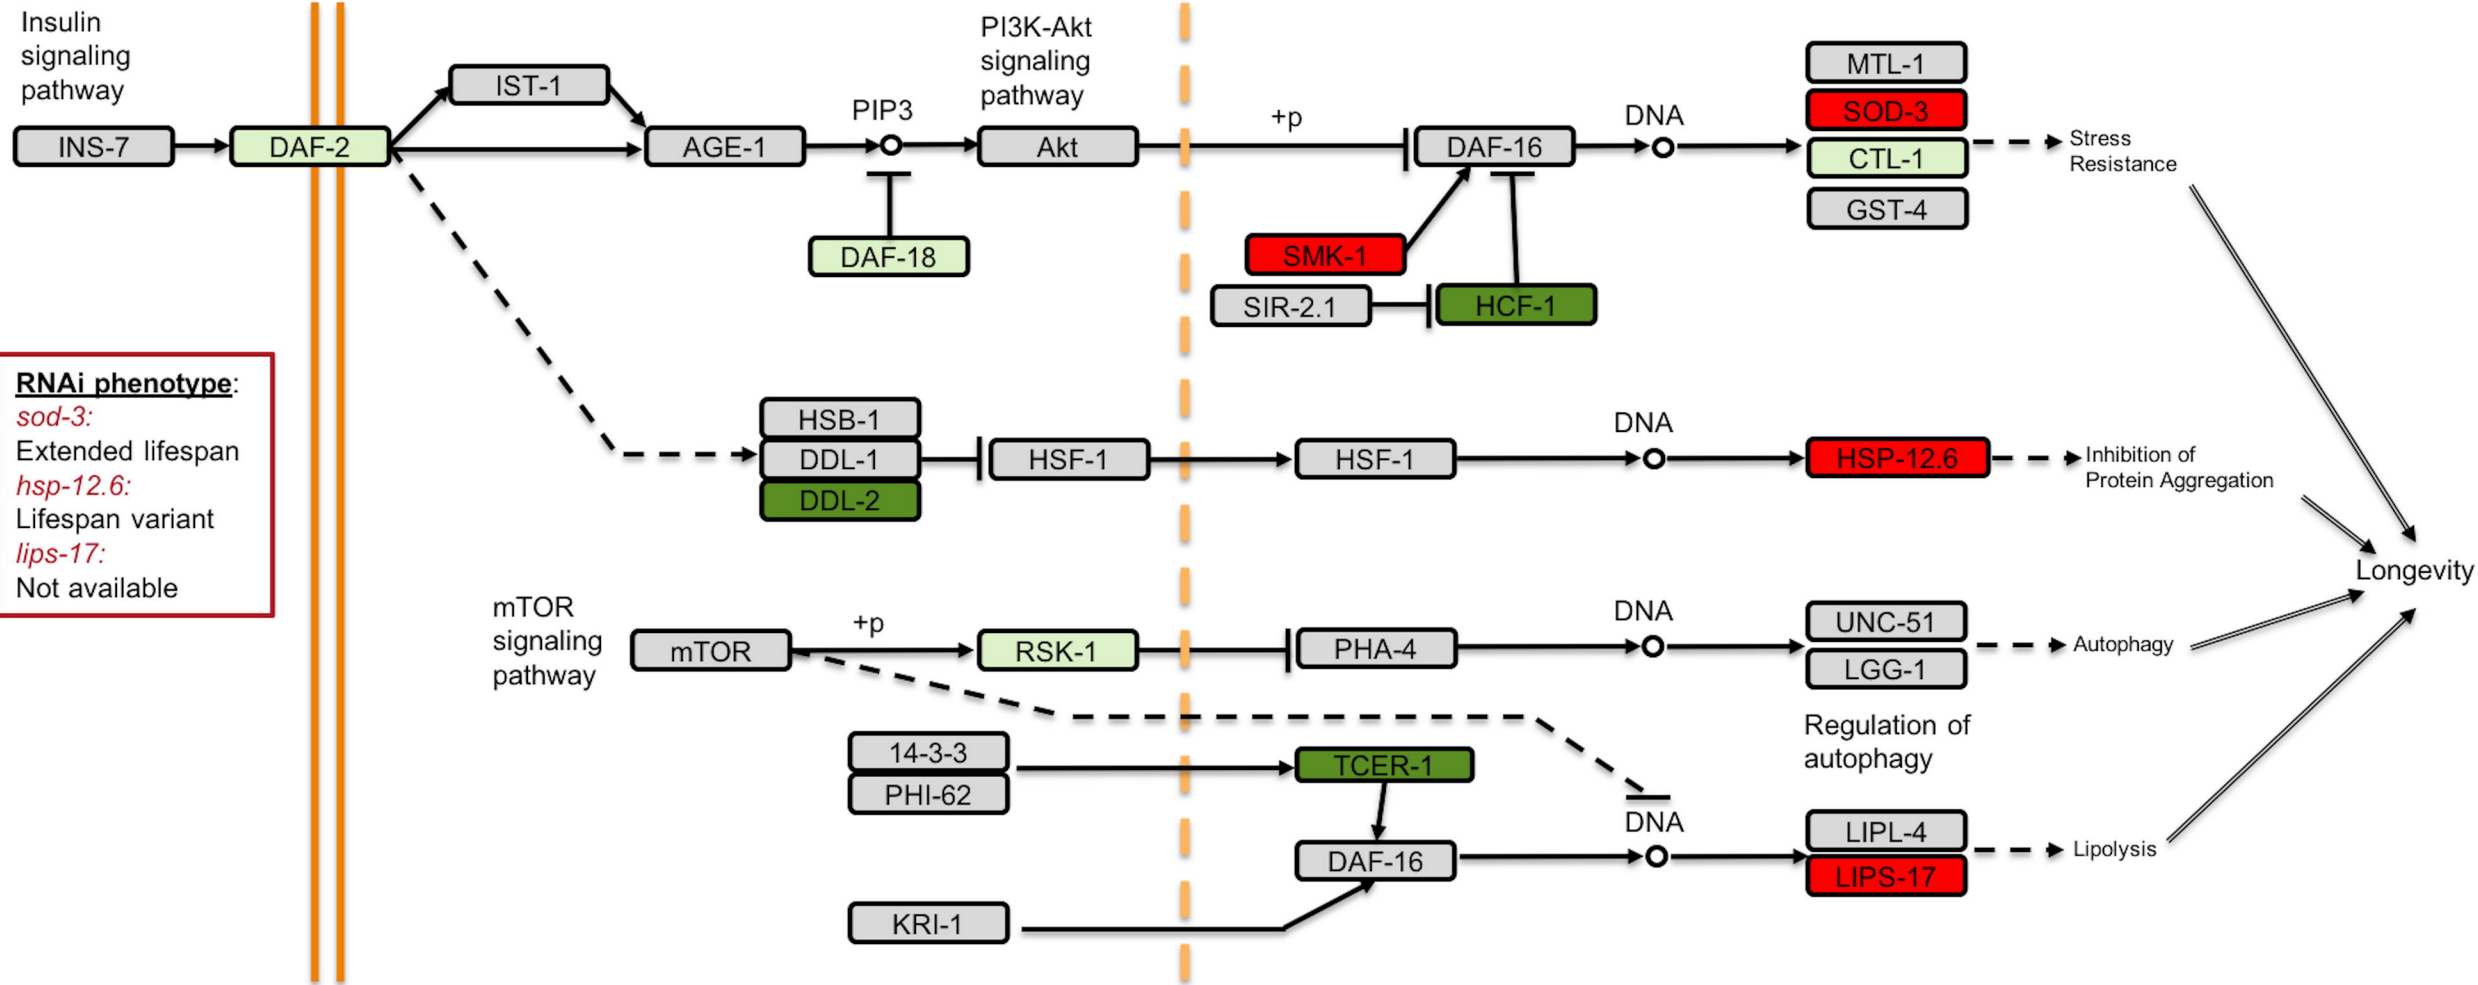 Insulin
signaling
pathway
INS-7
DAF-2
IST-1
AGE-1
PIP3
DAF-18
PI3K-Akt
signaling
pathway
Akt
+p
DAF-16
SMK-1
SIR-2.1
HCF-1
DNA
MTL-1
SOD-3
CTL-1
GST-4
Stress
Resistance
RNAi phenotype:
sod-3:
Extended lifespan
hsp-12.6:
Lifespan variant
lips-17:
Not available
HSB-1
DDL-1
DDL-2
HSF-1
HSF-1
DNA
HSP-12.6
Inhibition of
Protein Aggregation
Longevity
mTOR
signaling
pathway
mTOR
+p
RSK-1
PHA-4
DNA
UNC-51
LGG-1
Autophagy
Regulation of
autophagy
14-3-3
PHI-62
TCER-1
DAF-16
KRI-1
DNA
LIPL-4
LIPS-17
Lipolysis